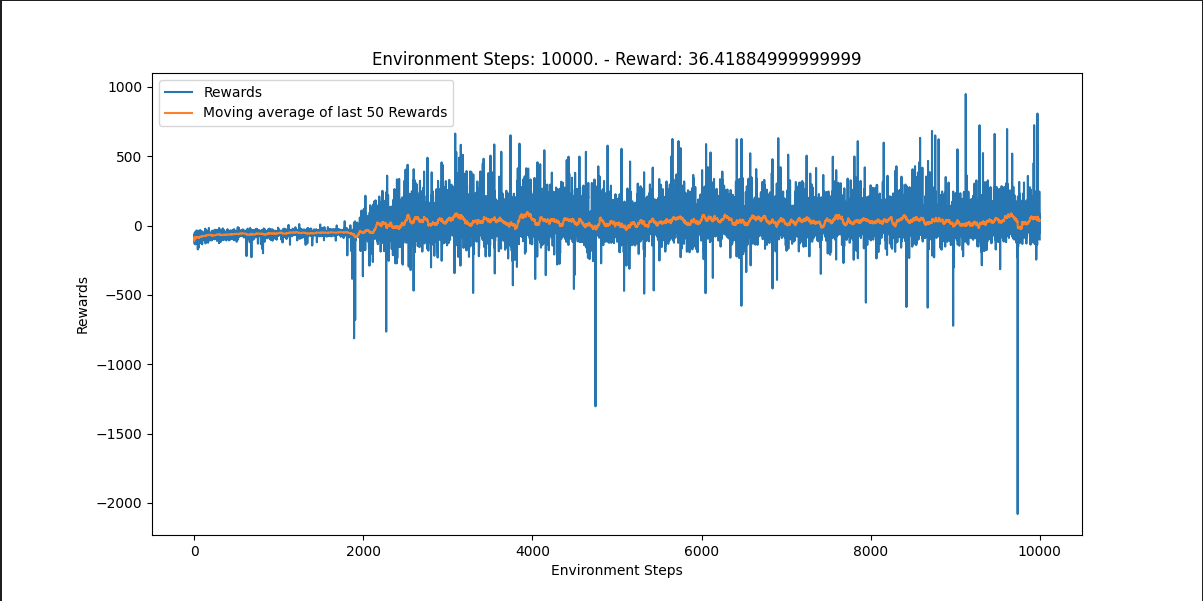 Environment Steps: 10000. - Reward: 36.41884999999999
Rewards
Moving average of last 50 Rewards
1000
500
0
−500
−1000
−1500
−2000
Rewards
0 2000 4000 6000 8000 10000
Environment Steps